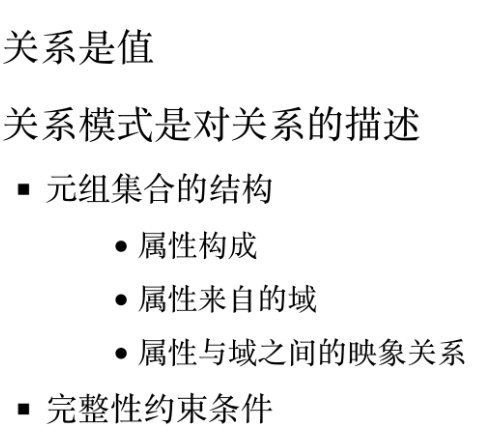 关系是值
关系模式是对关系的描述
▪ 元组集合的结构
• 属性构成
• 属性来自的域
• 属性与域之间的映象关系
▪ 完整性约束条件